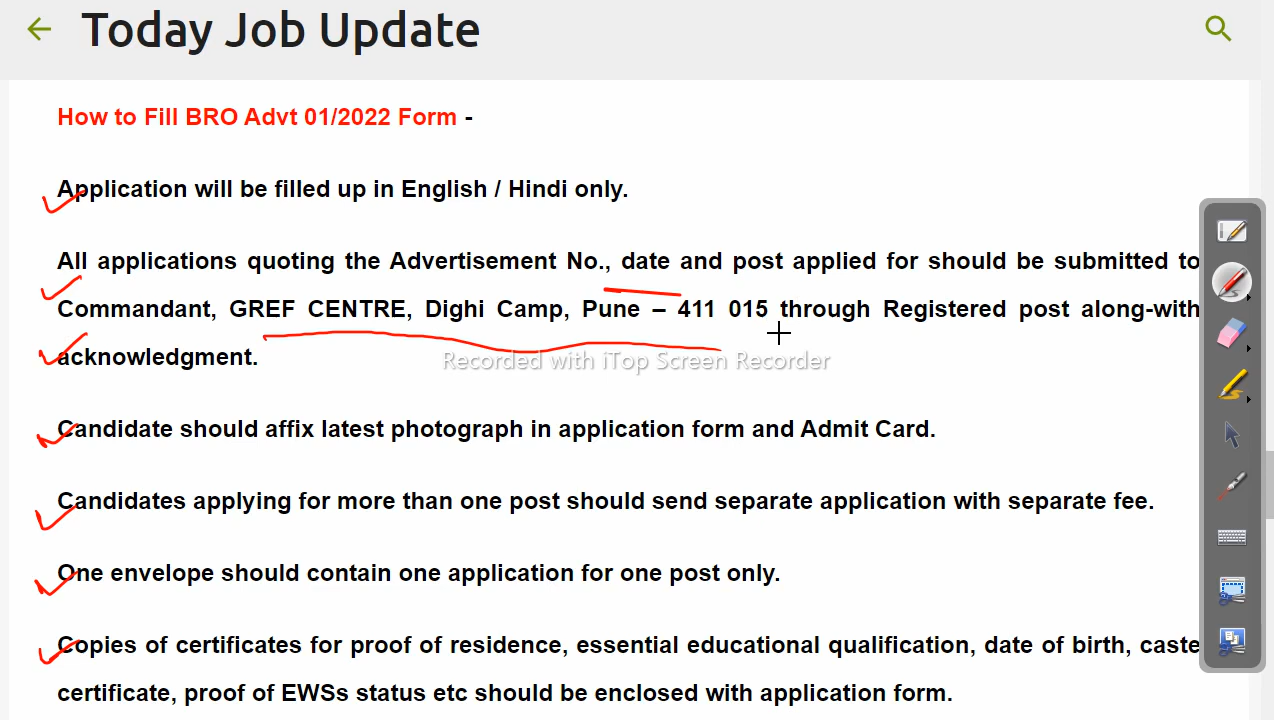 Today Job Update
How to Fill BRO Advt 01/2022 Form -
Application will be filled up in English / Hindi only.
All applications quoting the Advertisement No., date and post applied for should be submitted to
Commandant, GREF CENTRE, Dighi Camp, Pune – 411 015 through Registered post along-with
acknowledgment.
Recorded with iTop Screen Recorder
Candidate should affix latest photograph in application form and Admit Card.
Candidates applying for more than one post should send separate application with separate fee.
One envelope should contain one application for one post only.
Copies of certificates for proof of residence, essential educational qualification, date of birth, caste
certificate, proof of EWSs status etc should be enclosed with application form.